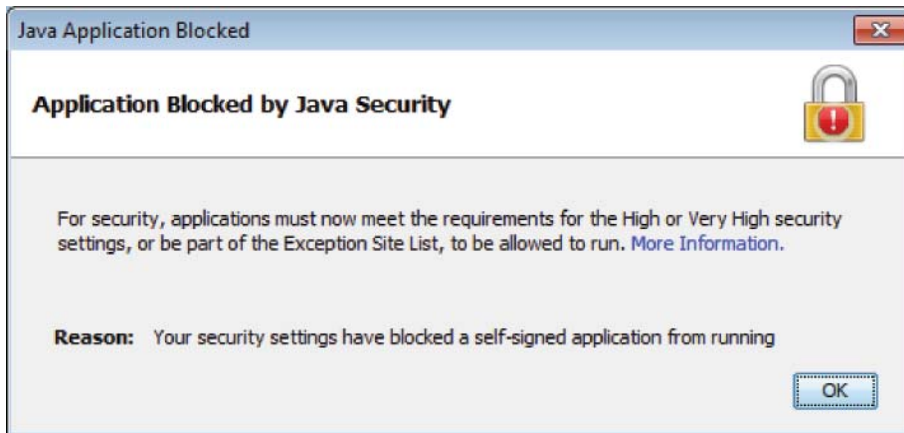 Java Application Blocked
Application Blocked by Java Security
For security, applications must now meet the requirements for the High or Very High security
settings, or be part of the Exception Site List, to be allowed to run. More Information.
Reason: Your security settings have blocked a self-signed application from running
OK